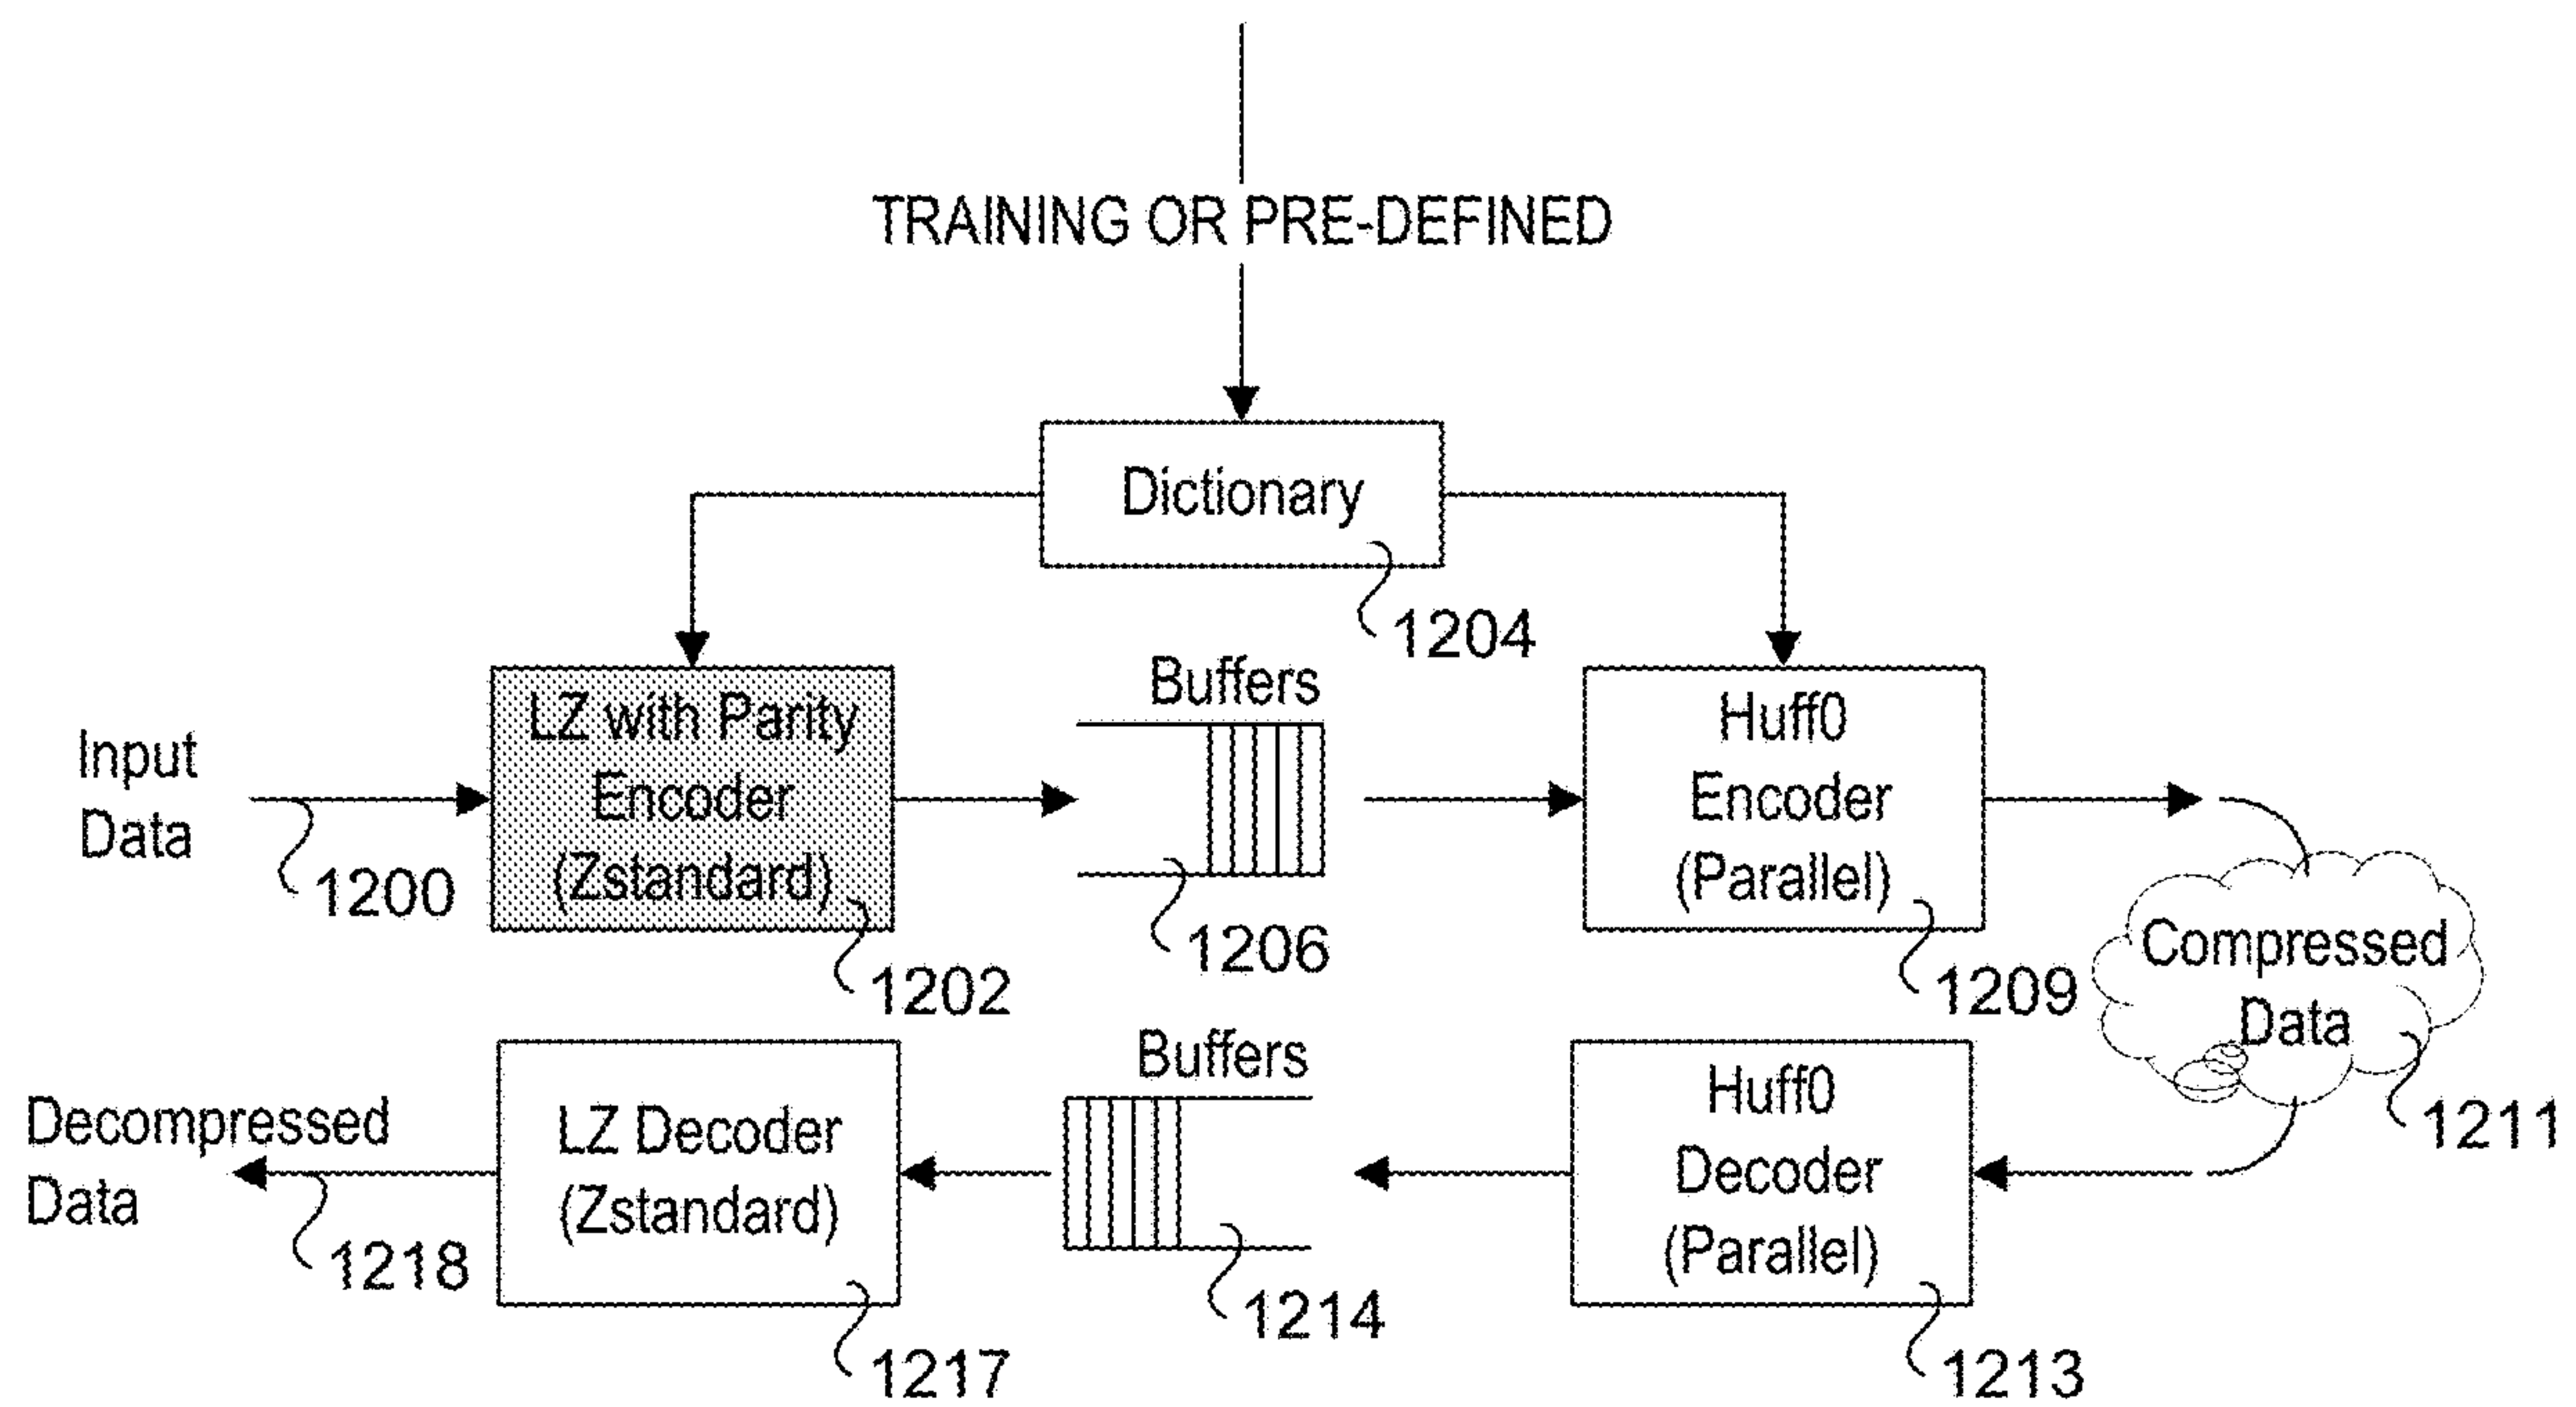 TRAINING OR PRE-DEFINED
Dictionary
1204
Input
Data
1200
LZ with Parity
Encoder
(Zstandard)
1202
Buffers
1206
Huff0
Encoder
(Parallel)
1209
Compressed
Data
1211
Huff0
Decoder
(Parallel)
1213
Buffers
1214
LZ Decoder
(Zstandard)
1217
Decompressed
Data
1218